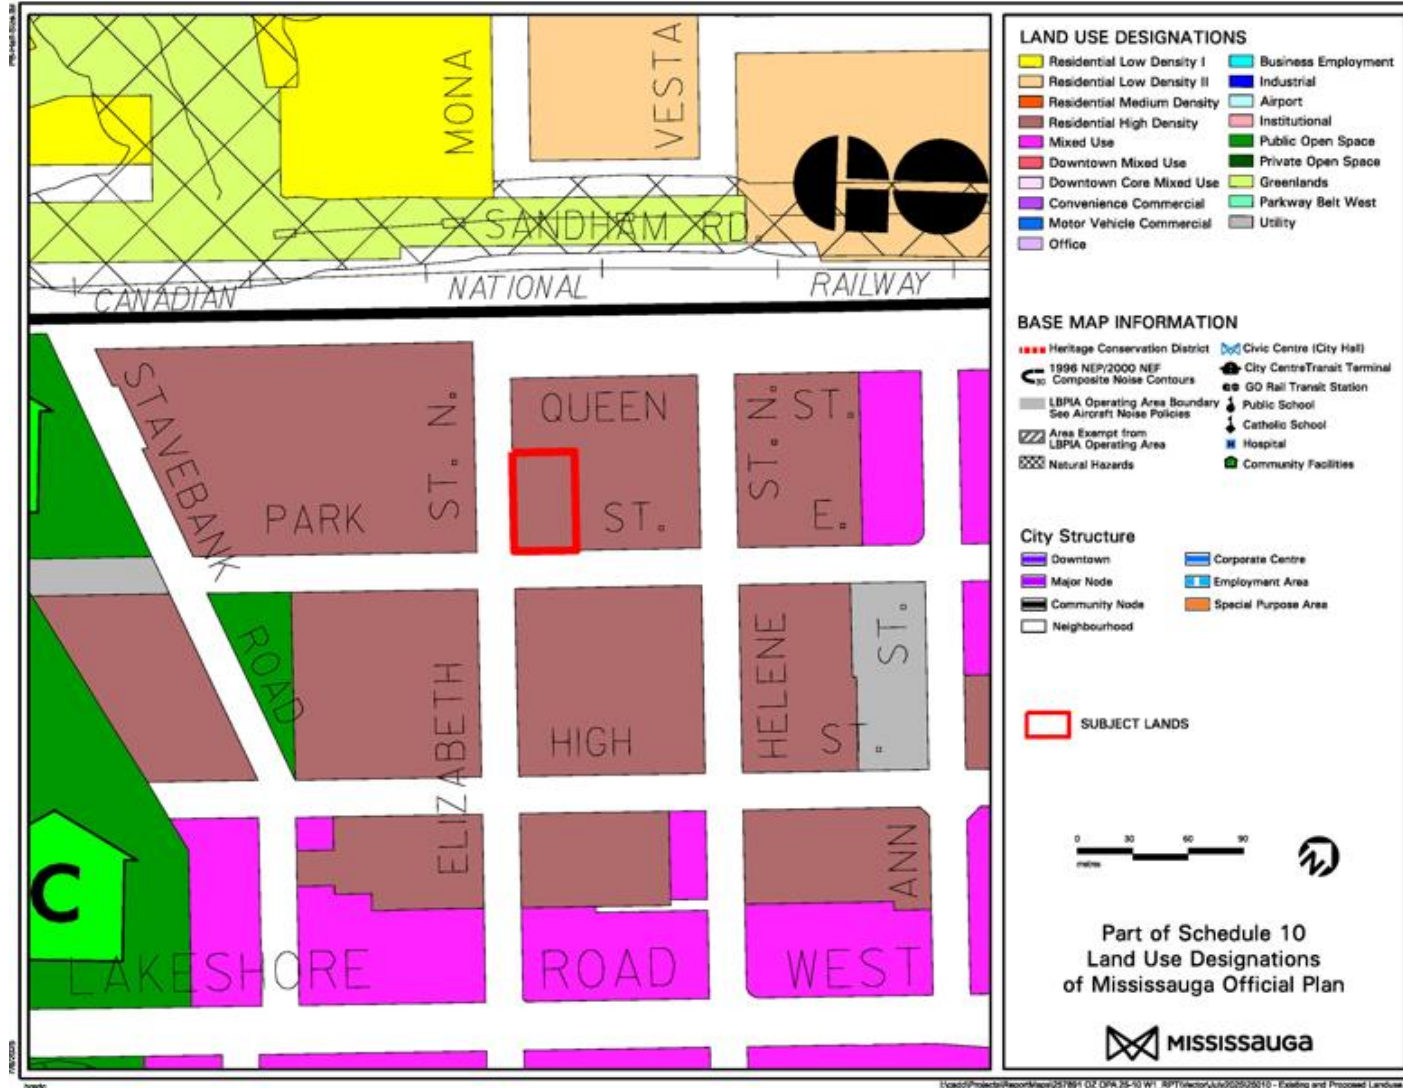 MONA
VESTA
SANDHAM RD.
CANADIAN NATIONAL RAILWAY
STAVEBANK
ST. N.
QUEEN
ST. N.
ST.
PARK
ST.
E.
ROAD
ELIZABETH
HIGH
HELENE
ST.
ST.
ANN
C
LAKESHORE ROAD WEST
LAND USE DESIGNATIONS
Residential Low Density I
Residential Low Density II
Residential Medium Density
Residential High Density
Mixed Use
Downtown Mixed Use
Downtown Core Mixed Use
Convenience Commercial
Motor Vehicle Commercial
Office
Business Employment
Industrial
Airport
Institutional
Public Open Space
Private Open Space
Greenlands
Parkway Belt West
Utility
BASE MAP INFORMATION
Heritage Conservation District
1996 NEP/2000 NEF
Composite Noise Contours
LBPIA Operating Area Boundary
See Aircraft Noise Policies
Area Exempt from
LBPIA Operating Area
Natural Hazards
Civic Centre (City Hall)
City CentreTransit Terminal
GO Rail Transit Station
Public School
Catholic School
H Hospital
Community Facilities
City Structure
Downtown
Major Node
Community Node
Neighbourhood
Corporate Centre
Employment Area
Special Purpose Area
SUBJECT LANDS
0 30 60 90
metres
Part of Schedule 10
Land Use Designations
of Mississauga Official Plan
MISSISSAUGA